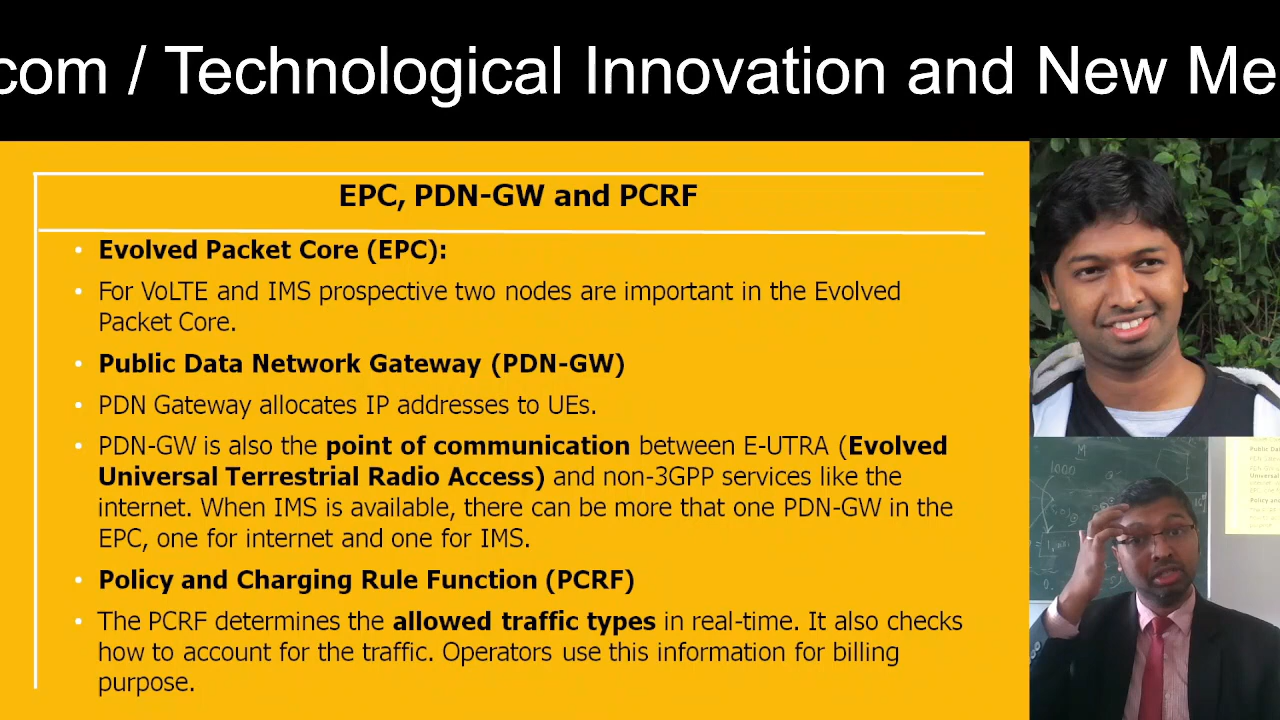 com / Technological Innovation and New Me
EPC, PDN-GW and PCRF
• Evolved Packet Core (EPC):
• For VoLTE and IMS prospective two nodes are important in the Evolved
Packet Core.
• Public Data Network Gateway (PDN-GW)
• PDN Gateway allocates IP addresses to UEs.
• PDN-GW is also the point of communication between E-UTRA (Evolved
Universal Terrestrial Radio Access) and non-3GPP services like the
internet. When IMS is available, there can be more that one PDN-GW in the
EPC, one for internet and one for IMS.
• Policy and Charging Rule Function (PCRF)
• The PCRF determines the allowed traffic types in real-time. It also checks
how to account for the traffic. Operators use this information for billing
purpose.